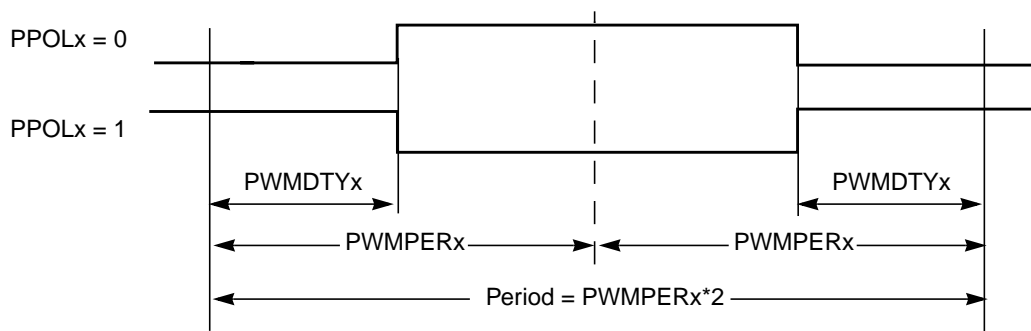 PPOLx = 0
PPOLx = 1
PWMDTYx
PWMDTYx
PWMPERx
PWMPERx
Period = PWMPERx*2